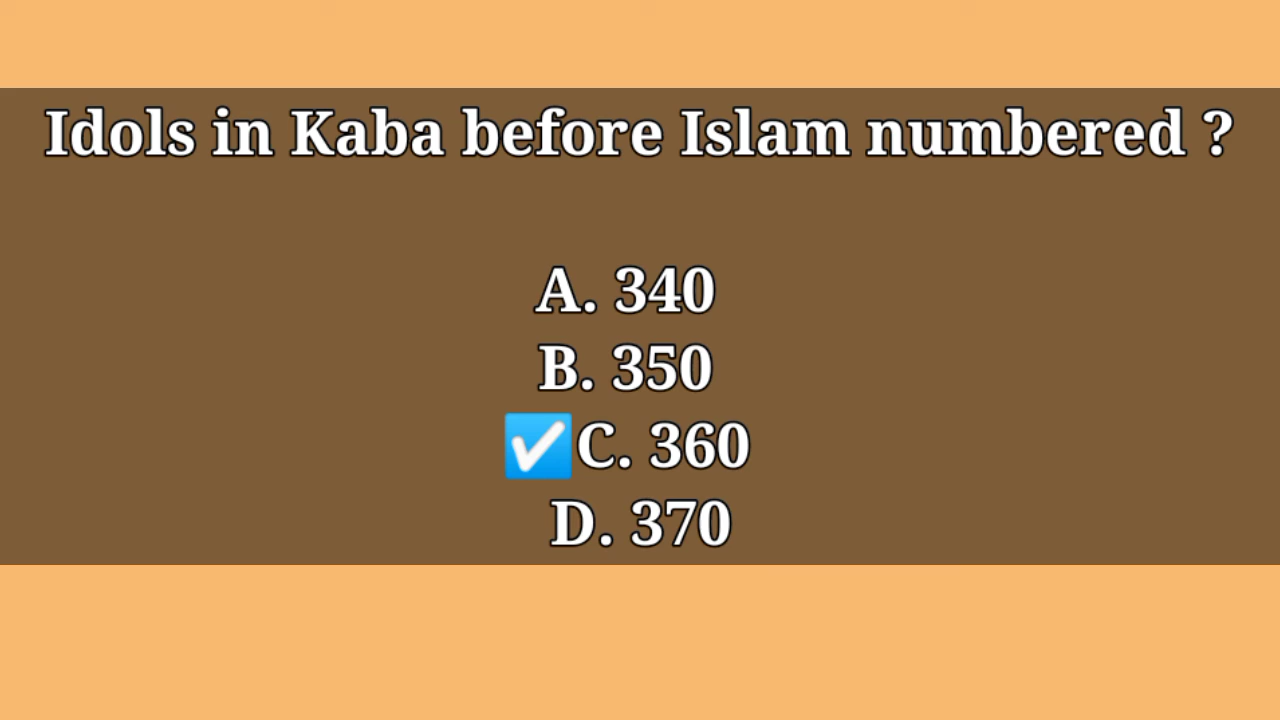 Idols in Kaba before Islam numbered ?
A. 340
B. 350
✅C. 360
D. 370